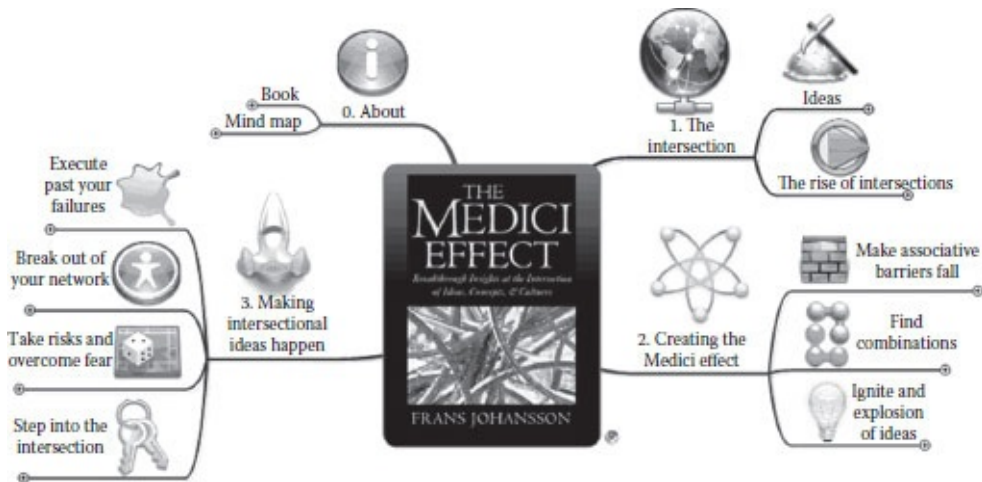 0. About
Book
Mind map
1. The
intersection
Ideas
The rise of intersections
THE
MEDICI
EFFECT
Breakthrough Insights at the Intersection
of Ideas, Concepts, & Cultures
FRANS JOHANSSON
2. Creating the
Medici effect
Make associative
barriers fall
Find
combinations
Ignite and
explosion
of ideas
3. Making
intersectional
ideas happen
Execute
past your
failures
Break out of
your network
Take risks and
overcome fear
Step into the
intersection